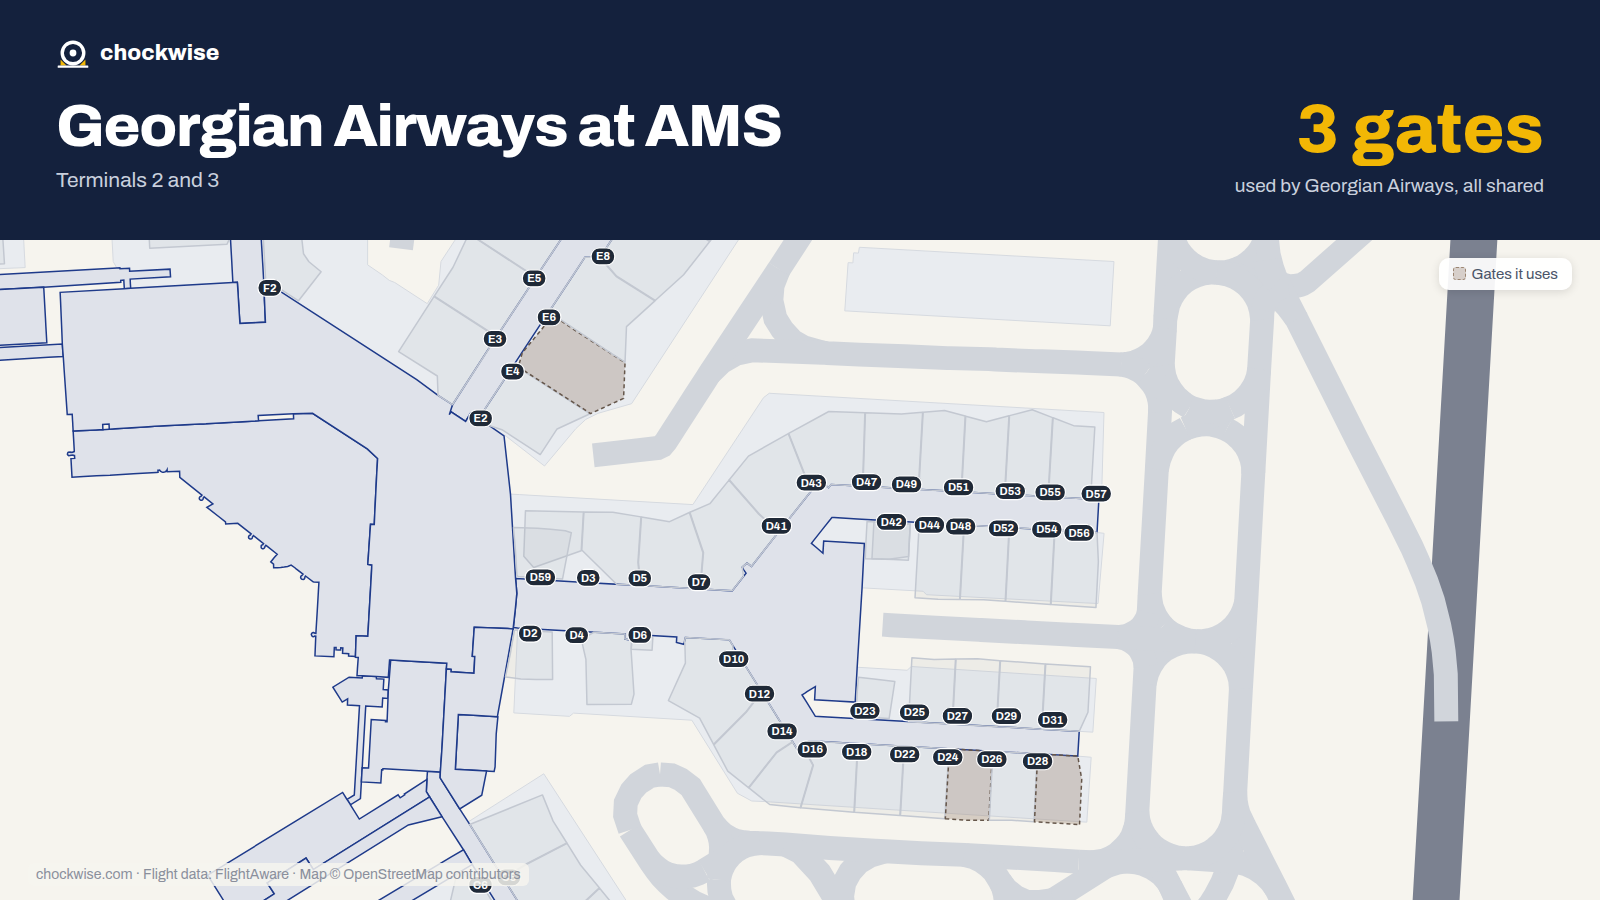 chockwise
Georgian Airways at AMS
Terminals 2 and 3
3 gates
used by Georgian Airways, all shared
Gates it uses
E8
E5
F2
E6
E3
E4
E2
D43
D47
D49
D51
D53
D55
D57
D41
D42
D44
D48
D52
D54
D56
D59
D3
D5
D7
D2
D4
D6
D10
D12
D14
D23
D25
D27
D29
D31
D16
D18
D22
D24
D26
D28
chockwise.com · Flight data: FlightAware · Map © OpenStreetMap contributors